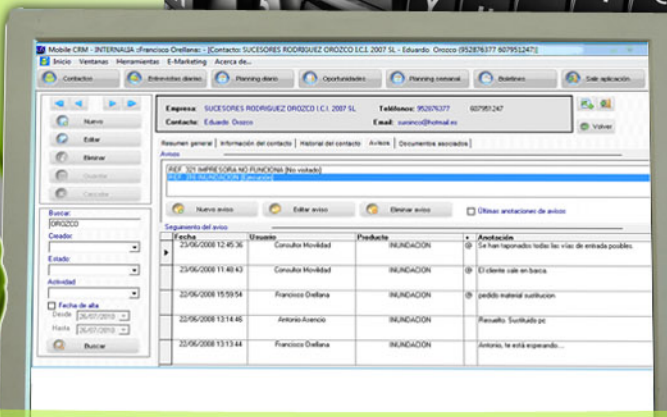 Mobile CRM - INTERNALIA :Francisco Orellana: - [Contacto: SUCESORES RODRIGUEZ OROZCO I.C.I. 2007 SL - Eduardo Orozco (952876377 607951247)]
Inicio Ventanas Herramientas E-Marketing Acerca de...
Contactos Entrevistas diarias Planning diario Oportunidades Planning semanal Boletines Salir aplicación
Nuevo
Editar
Eliminar
Guardar
Cancelar
Empresa: SUCESORES RODRIGUEZ OROZCO I.C.I. 2007 SL Teléfonos: 952876377 607951247
Contacto: Eduardo Orozco Email: suronco@hotmail.es
Volver
Resumen general Información del contacto Historial del contacto Avisos Documentos asociados
Avisos
REF. 321 IMPRESORA NO FUNCIONA [No visitado]
INUNDACION
Nuevo aviso Editar aviso Eliminar aviso Últimas anotaciones de avisos
Buscar:
OROZCO
Creador:
Estado:
Actividad
Fecha de alta
Desde 26/07/2010
Hasta 26/07/2010
Buscar
Seguimiento del aviso
Fecha Usuario Producto + Anotación
23/06/2008 12:45:36 Consultor Movilidad INUNDACION @ Se han taponados todas las vías de entrada posibles.
23/06/2008 11:40:43 Consultor Movilidad INUNDACION @ El cliente sale en barca.
22/06/2008 15:59:54 Francisco Orellana INUNDACION @ pedido material sustitucion
22/06/2008 13:14:46 Antonio Asencio INUNDACION Resuelto. Sustituido pc
22/06/2008 13:13:44 Francisco Orellana INUNDACION Antonio, te está esperando...